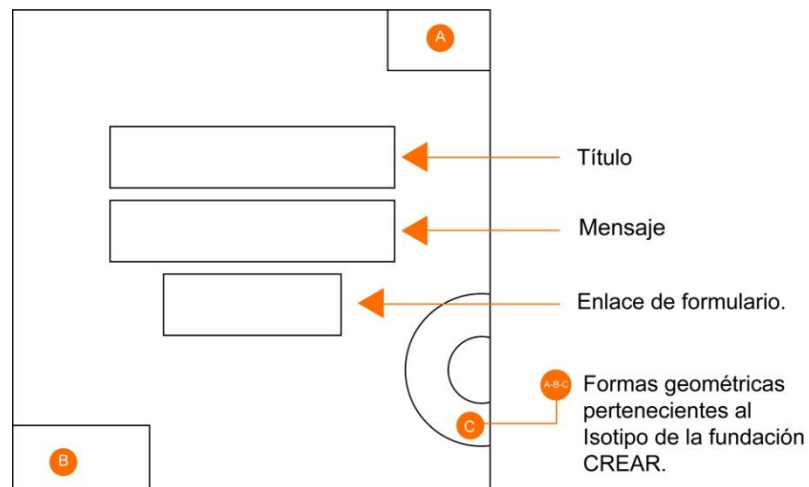 A
Título
Mensaje
Enlace de formulario.
A-B-C
Formas geométricas
pertenecientes al
Isotipo de la fundación
CREAR.
C
B